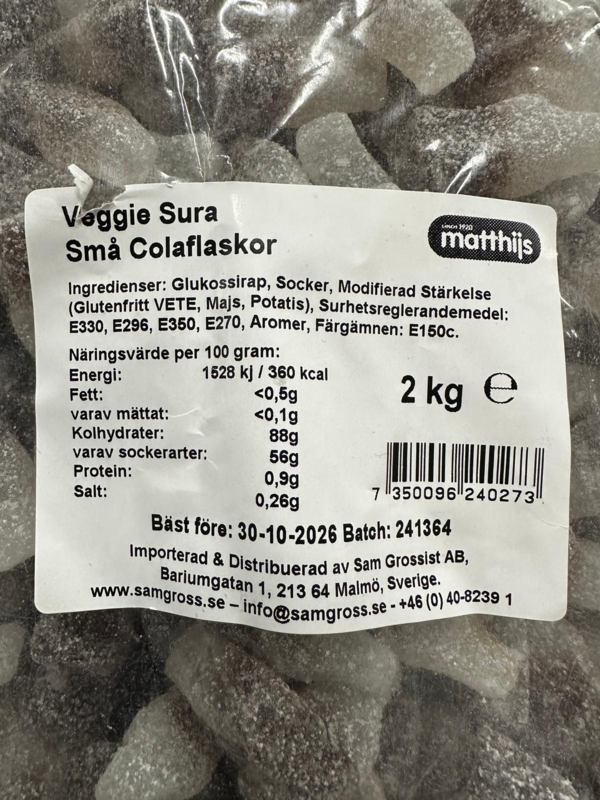 Veggie Sura
Små Colaflaskor
since 1920
matthijs
Ingredienser: Glukossirap, Socker, Modifierad Stärkelse
(Glutenfritt VETE, Majs, Potatis), Surhetsreglerandemedel:
E330, E296, E350, E270, Aromer, Färgämnen: E150c.
Näringsvärde per 100 gram:
Energi: 1528 kj / 360 kcal
Fett: <0,5g
varav mättat: <0,1g
Kolhydrater: 88g
varav sockerarter: 56g
Protein: 0,9g
Salt: 0,26g
2 kg ℮
7 350096 240273
Bäst före: 30-10-2026 Batch: 241364
Importerad & Distribuerad av Sam Grossist AB,
Bariumgatan 1, 213 64 Malmö, Sverige.
www.samgross.se – info@samgross.se - +46 (0) 40-8239 1